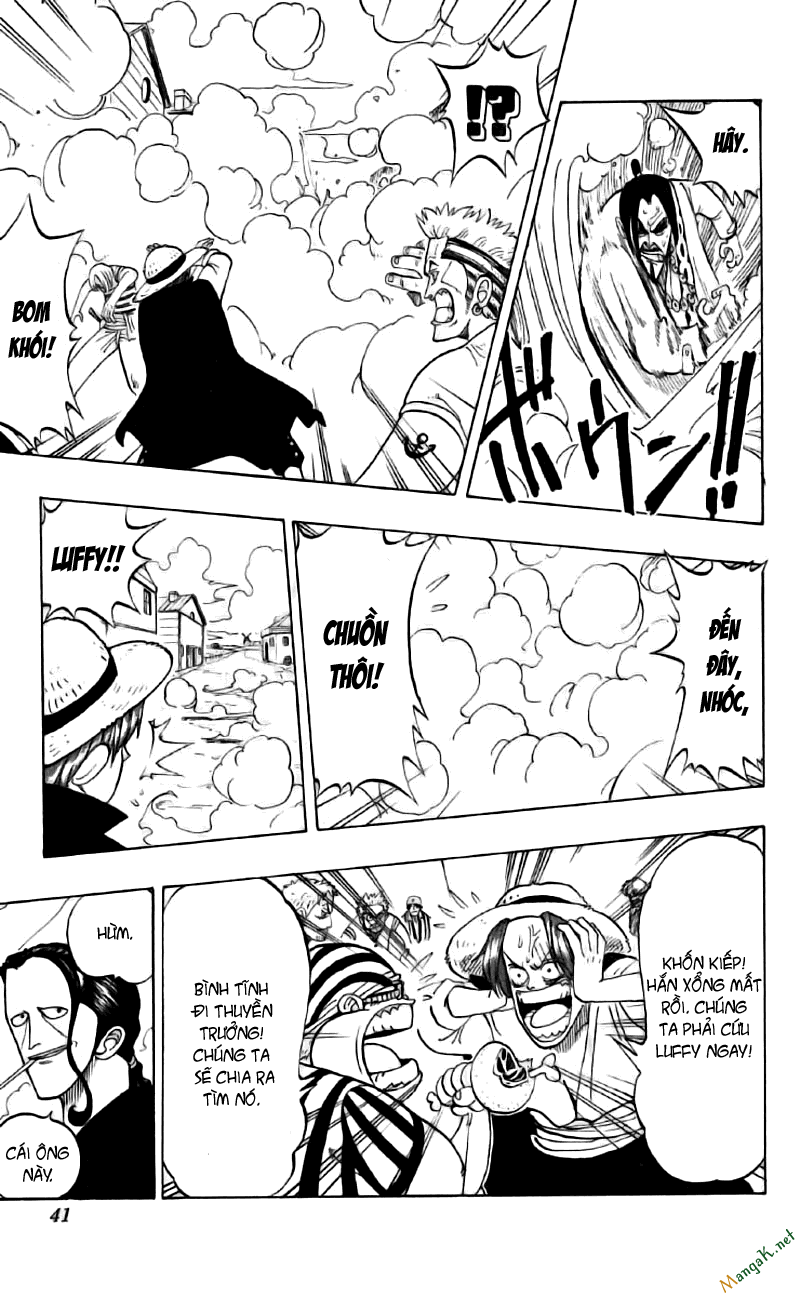 HÂY.
ボウン!!
!?
BOM
KHÓI!
ĐẾN
ĐÂY,
NHÓC,
CHUỒN
THÔI!
LUFFY!!
KHỐN KIẾP!
HẮN XỔNG MẤT
RỒI. CHÚNG
TA PHẢI CỨU
LUFFY NGAY!
BÌNH TĨNH
ĐI THUYỀN
TRƯỞNG!
CHÚNG TA
SẼ CHIA RA
TÌM NÓ.
HỪM.
CÁI ÔNG
NÀY.
41
MangaK.net